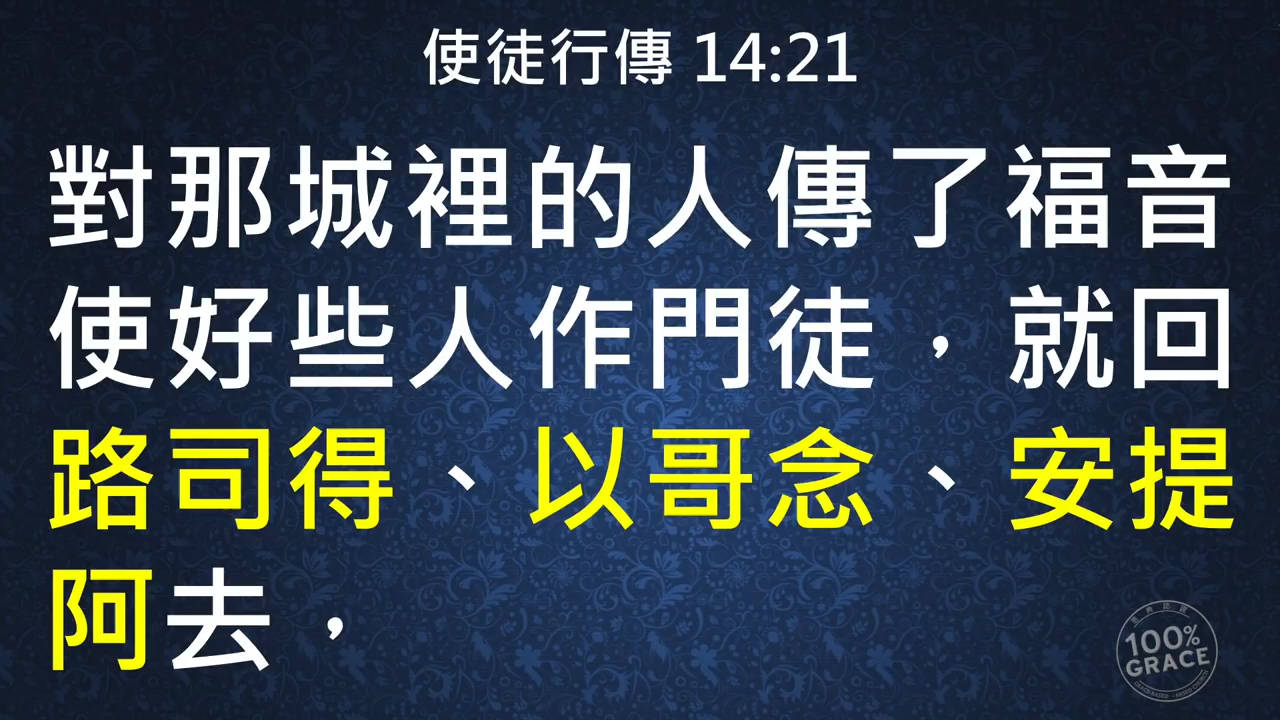 使徒行傳 14:21
對那城裡的人傳了福音
使好些人作門徒，就回
路司得、以哥念、安提
阿去，
100%
GRACE